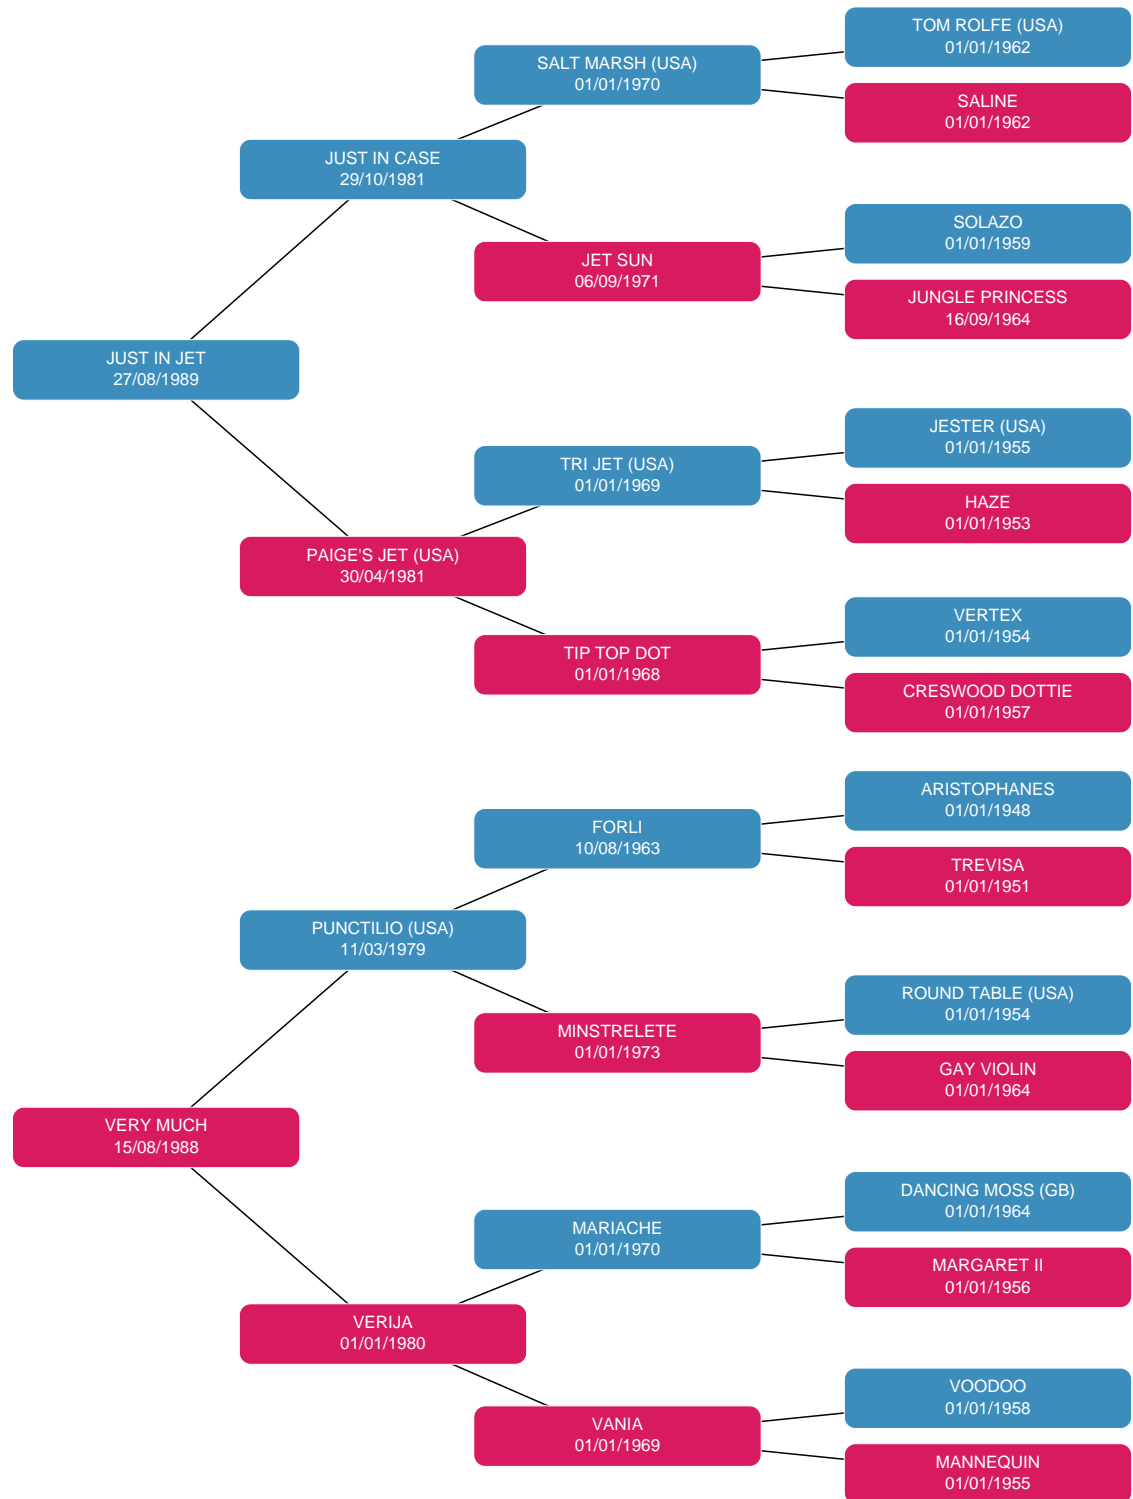 TOM ROLFE (USA)
01/01/1962
SALT MARSH (USA)
01/01/1970
SALINE
01/01/1962
JUST IN CASE
29/10/1981
SOLAZO
01/01/1959
JET SUN
06/09/1971
JUNGLE PRINCESS
16/09/1964
JUST IN JET
27/08/1989
JESTER (USA)
01/01/1955
TRI JET (USA)
01/01/1969
HAZE
01/01/1953
PAIGE'S JET (USA)
30/04/1981
VERTEX
01/01/1954
TIP TOP DOT
01/01/1968
CRESWOOD DOTTIE
01/01/1957
ARISTOPHANES
01/01/1948
FORLI
10/08/1963
TREVISA
01/01/1951
PUNCTILIO (USA)
11/03/1979
ROUND TABLE (USA)
01/01/1954
MINSTRELETE
01/01/1973
GAY VIOLIN
01/01/1964
VERY MUCH
15/08/1988
DANCING MOSS (GB)
01/01/1964
MARIACHE
01/01/1970
MARGARET II
01/01/1956
VERIJA
01/01/1980
VOODOO
01/01/1958
VANIA
01/01/1969
MANNEQUIN
01/01/1955